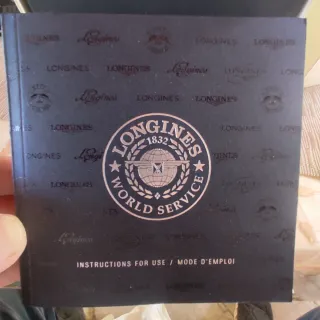 LONGINES
1832
WORLD SERVICE
INSTRUCTIONS FOR USE / MODE D'EMPLOI